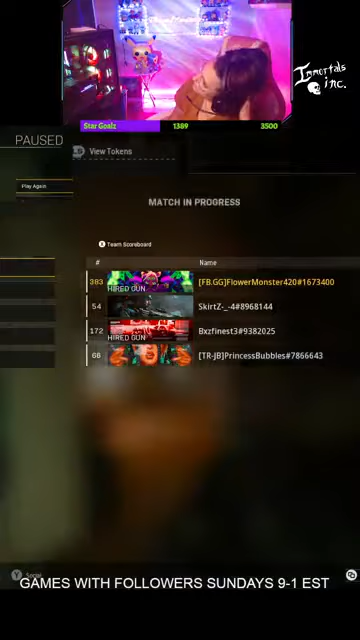 Immortals
inc.
Star Goalz 1389 3500
PAUSED
View Tokens
Play Again
MATCH IN PROGRESS
Team Scoreboard
# Name
383 HIRED GUN [FB.GG]FlowerMonster420#1673400
54 SkirtZ-_-4#8968144
172 HIRED GUN Bxzfinest3#9382025
68 [TR-JB]PrincessBubbles#7866643
GAMES WITH FOLLOWERS SUNDAYS 9-1 EST